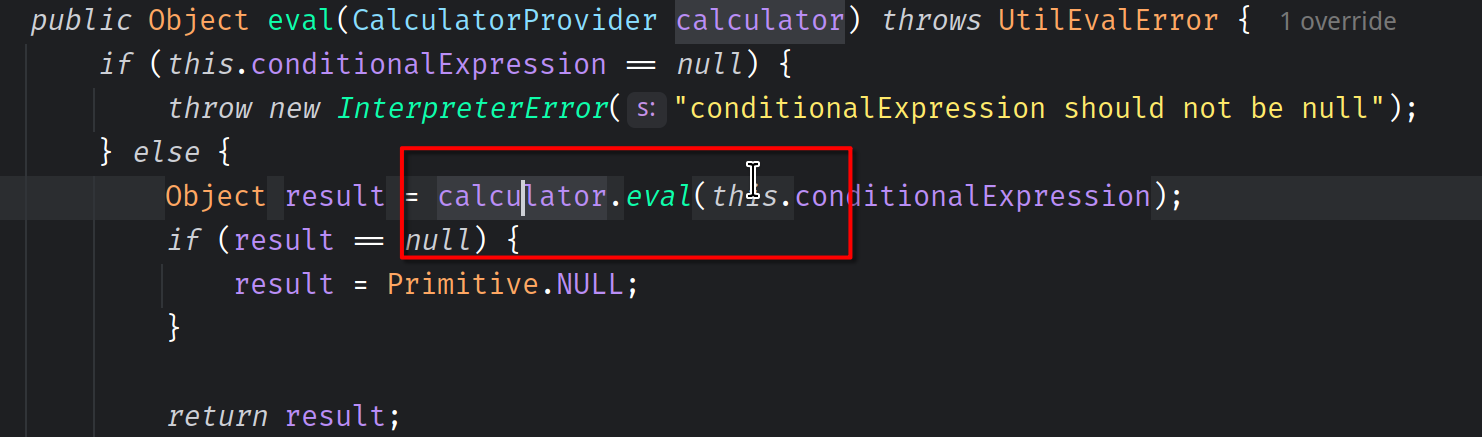 public Object eval(CalculatorProvider calculator) throws UtilEvalError { 1 override
if (this.conditionalExpression == null) {
throw new InterpreterError( s: "conditionalExpression should not be null");
} else {
Object result = calculator.eval(this.conditionalExpression);
if (result == null) {
result = Primitive.NULL;
}
return result;